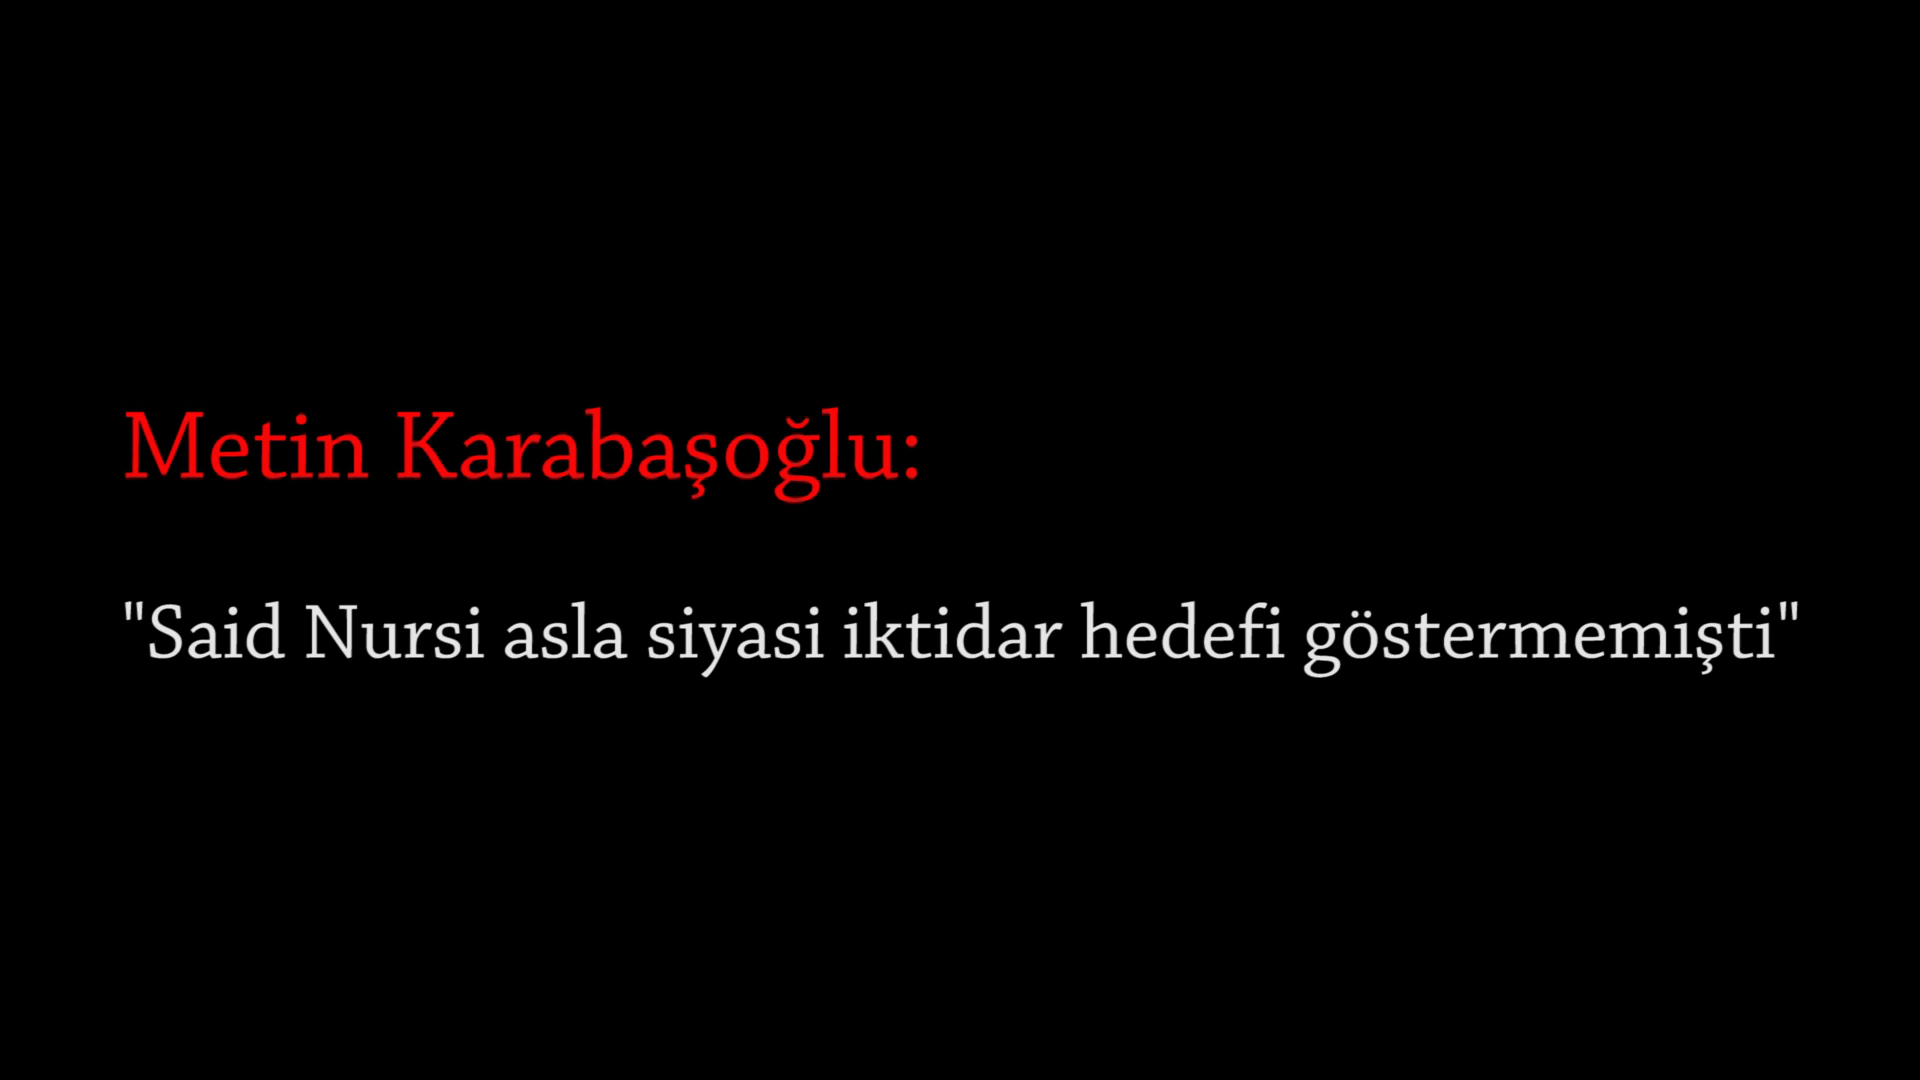 Metin Karabaşoğlu:
"Said Nursi asla siyasi iktidar hedefi göstermemişti"